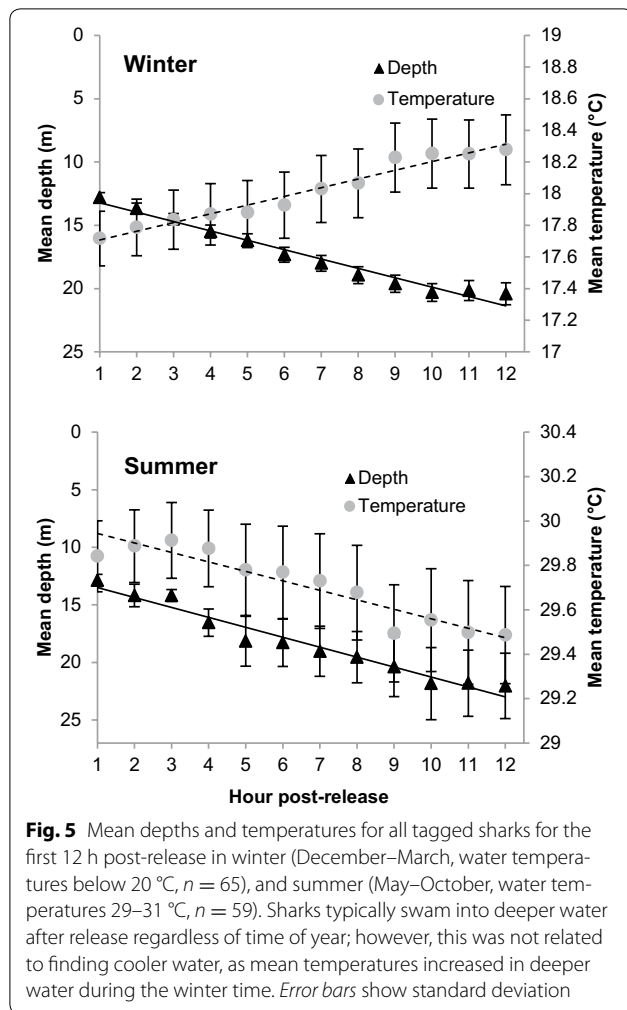 Winter
Depth
Temperature
Mean depth (m)
0
5
10
15
20
25
Mean temperature (°C)
19
18.8
18.6
18.4
18.2
18
17.8
17.6
17.4
17.2
17
1 2 3 4 5 6 7 8 9 10 11 12
Summer
Depth
Temperature
Mean depth (m)
0
5
10
15
20
25
Mean temperature (°C)
30.4
30.2
30
29.8
29.6
29.4
29.2
29
1 2 3 4 5 6 7 8 9 10 11 12
Hour post-release
Fig. 5 Mean depths and temperatures for all tagged sharks for the
first 12 h post-release in winter (December–March, water tempera-
tures below 20 °C, n = 65), and summer (May–October, water tem-
peratures 29–31 °C, n = 59). Sharks typically swam into deeper water
after release regardless of time of year; however, this was not related
to finding cooler water, as mean temperatures increased in deeper
water during the winter time. Error bars show standard deviation